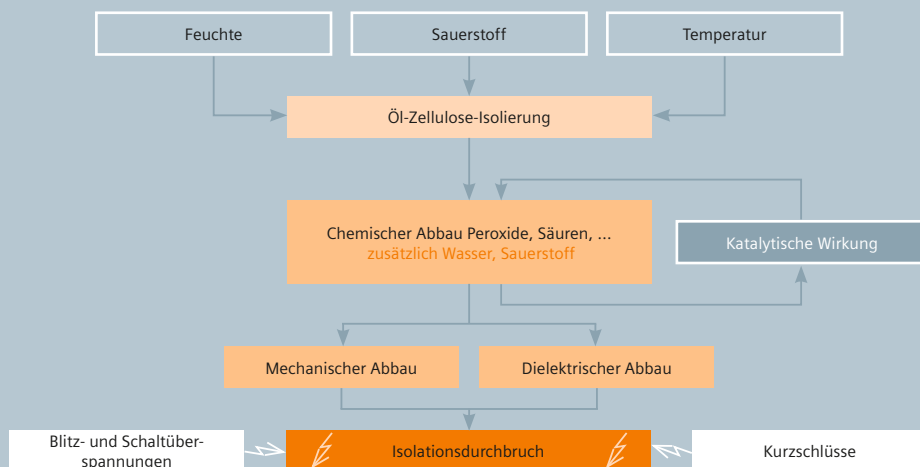 Feuchte
Sauerstoff
Temperatur
Öl-Zellulose-Isolierung
Chemischer Abbau Peroxide, Säuren, ...
zusätzlich Wasser, Sauerstoff
Katalytische Wirkung
Mechanischer Abbau
Dielektrischer Abbau
Blitz- und Schaltüber-
spannungen
Isolationsdurchbruch
Kurzschlüsse